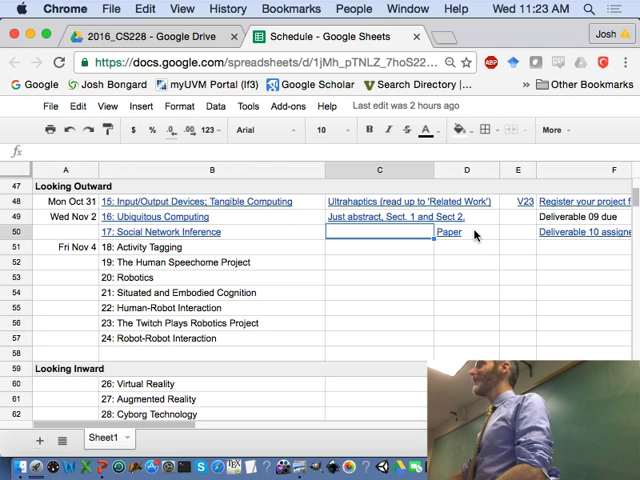 Chrome File Edit View History Bookmarks People Window Wed Nov 2 11:23 AM
2016_CS228 - Google Drive
Schedule - Google Sheets
Josh
https://docs.google.com/spreadsheets/d/1jMh_pTNLZ_7hoS22...
ABP
Google Josh Bongard myUVM Portal (lf3) Google Scholar Search Directory... >> Other Bookmarks
File Edit View Insert Format Data Tools Add-ons Help Last edit was 2 hours ago
$ % .0 .00 123 Arial 10 B I S A More
fx
A B C D E F
47 Looking Outward
48 Mon Oct 31 15: Input/Output Devices; Tangible Computing Ultrahaptics (read up to 'Related Work') V23 Register your project f
49 Wed Nov 2 16: Ubiquitous Computing Just abstract, Sect. 1 and Sect 2. Deliverable 09 due
50 17: Social Network Inference Paper Deliverable 10 assigne
51 Fri Nov 4 18: Activity Tagging
52 19: The Human Speechome Project
53 20: Robotics
54 21: Situated and Embodied Cognition
55 22: Human-Robot Interaction
56 23: The Twitch Plays Robotics Project
57 24: Robot-Robot Interaction
58
59 Looking Inward
60 26: Virtual Reality
61 27: Augmented Reality
62 28: Cyborg Technology
Sheet1